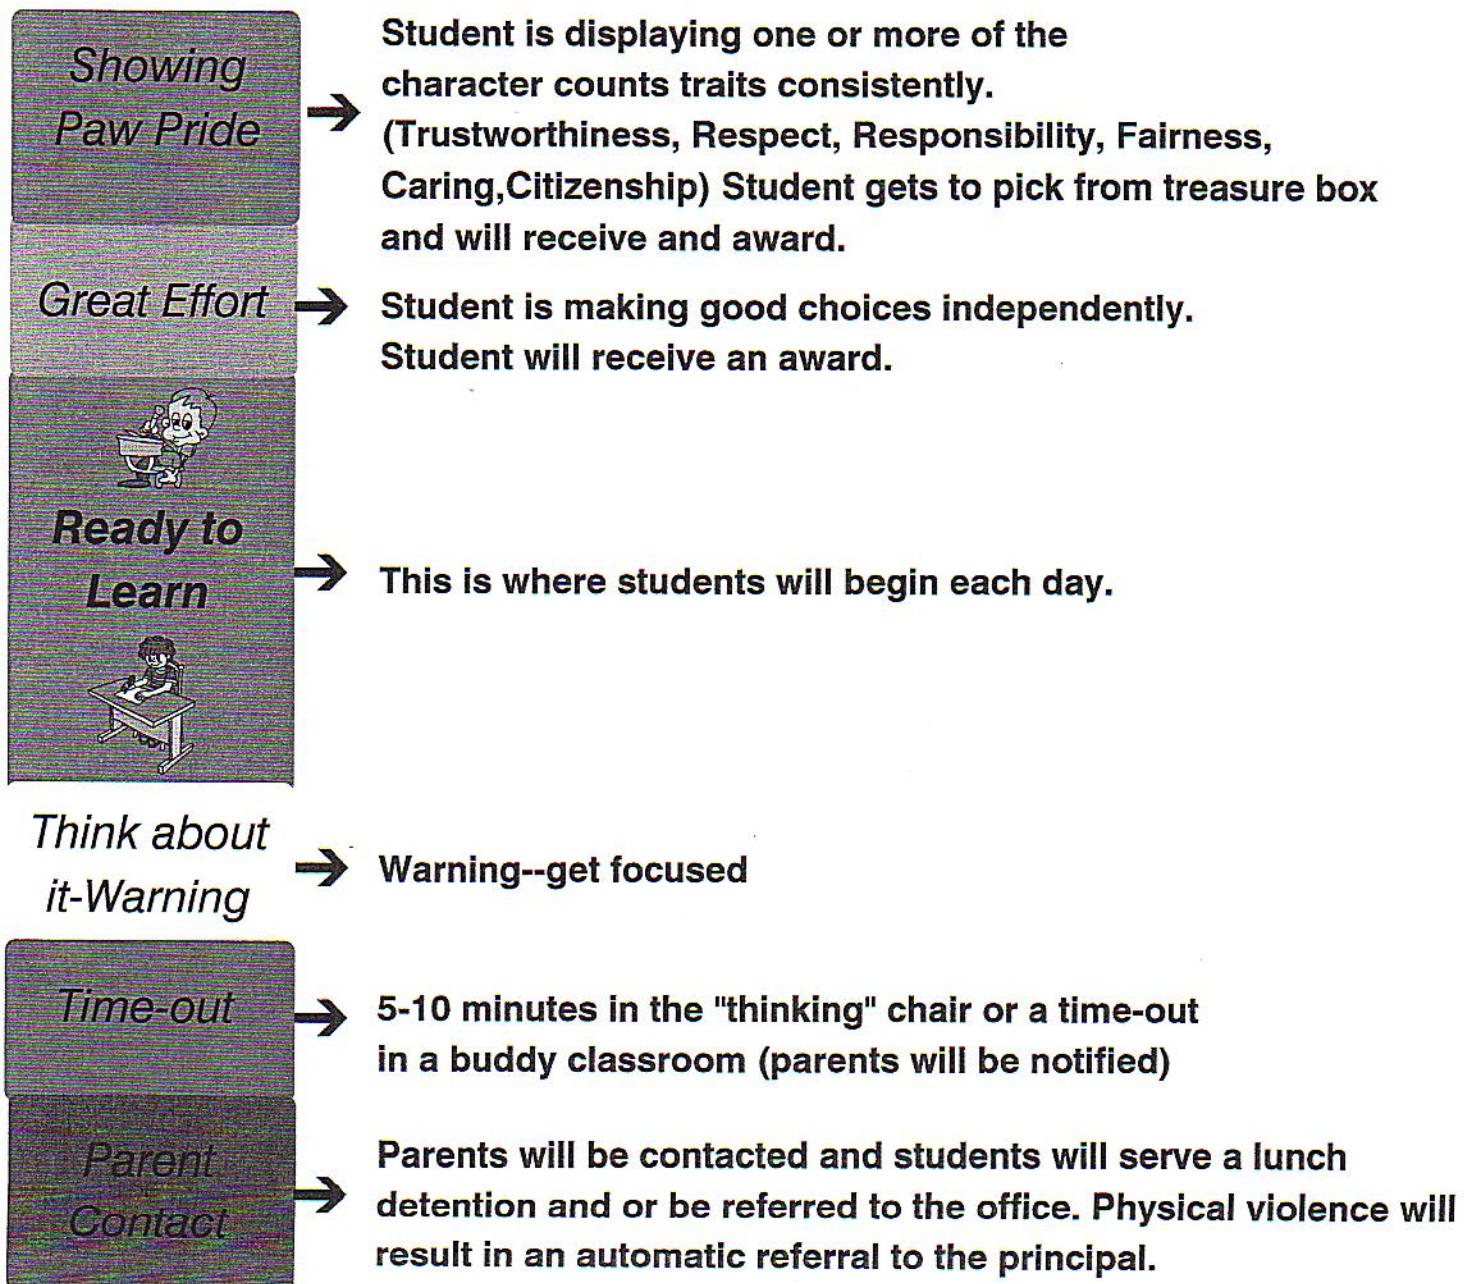 Showing
Paw Pride
Student is displaying one or more of the
character counts traits consistently.
(Trustworthiness, Respect, Responsibility, Fairness,
Caring,Citizenship) Student gets to pick from treasure box
and will receive and award.
Great Effort
Student is making good choices independently.
Student will receive an award.
Ready to
Learn
This is where students will begin each day.
Think about
it-Warning
Warning--get focused
Time-out
5-10 minutes in the "thinking" chair or a time-out
in a buddy classroom (parents will be notified)
Parent
Contact
Parents will be contacted and students will serve a lunch
detention and or be referred to the office. Physical violence will
result in an automatic referral to the principal.